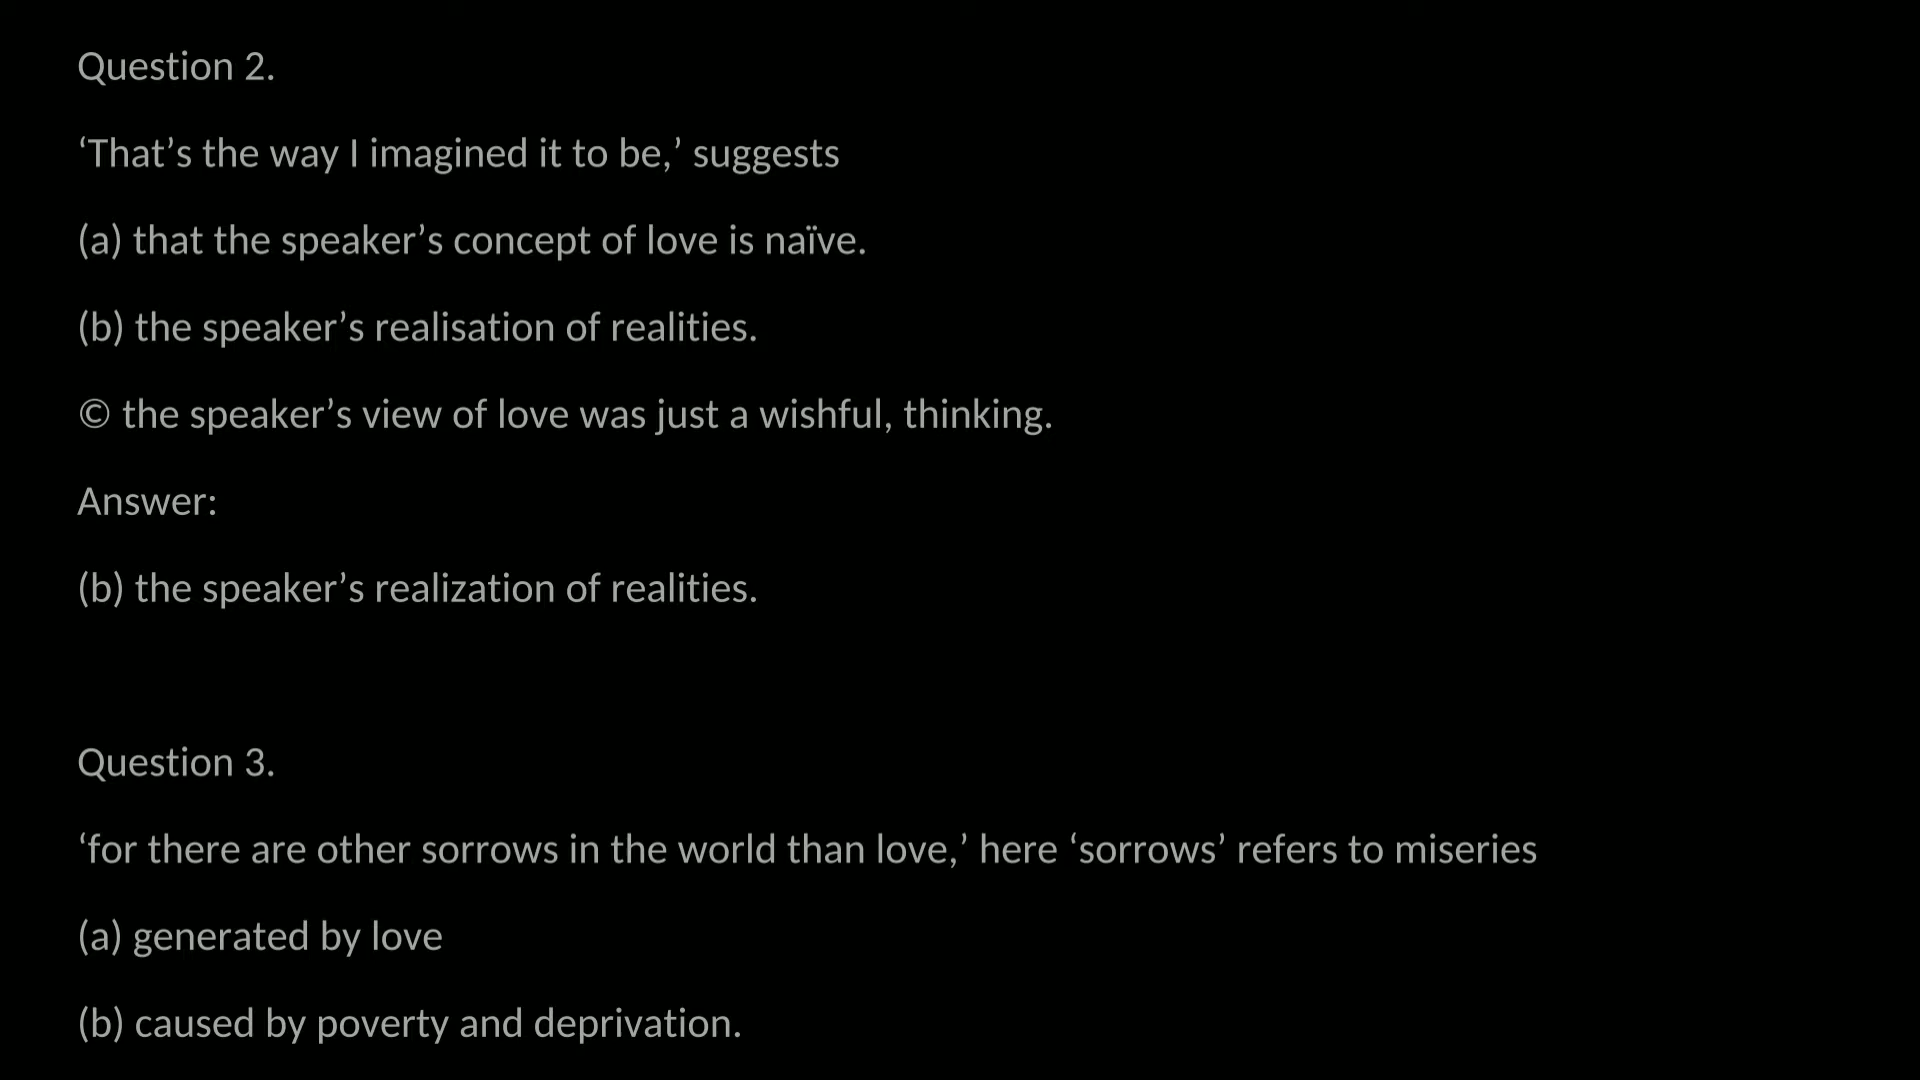 Question 2.
‘That’s the way I imagined it to be,’ suggests
(a) that the speaker’s concept of love is naïve.
(b) the speaker’s realisation of realities.
© the speaker’s view of love was just a wishful, thinking.
Answer:
(b) the speaker’s realization of realities.
Question 3.
‘for there are other sorrows in the world than love,’ here ‘sorrows’ refers to miseries
(a) generated by love
(b) caused by poverty and deprivation.